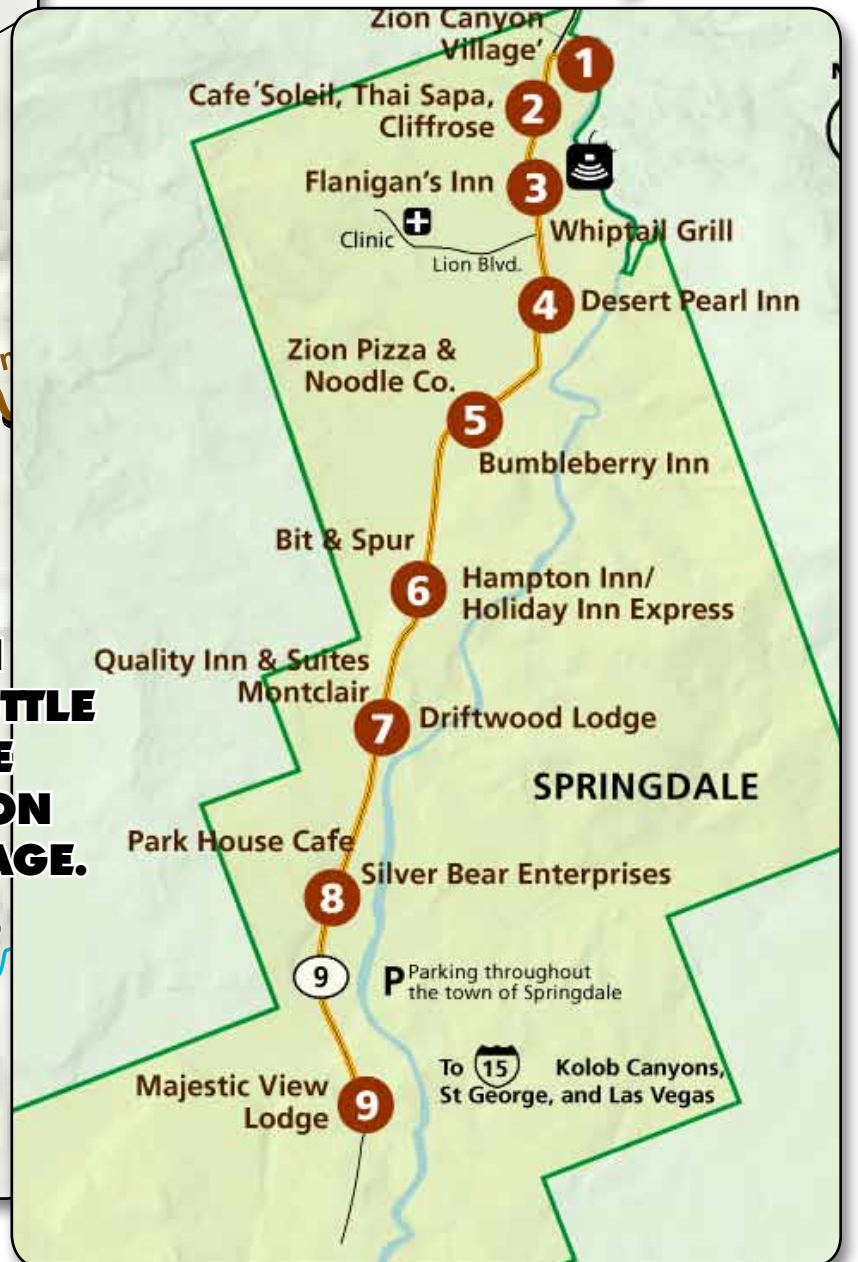 Zion Canyon
Village’
1
Cafe´Soleil, Thai Sapa,
Cliffrose
2
Flanigan’s Inn
3
Whiptail Grill
Clinic
Lion Blvd.
4
Desert Pearl Inn
Zion Pizza &
Noodle Co.
5
Bumbleberry Inn
Bit & Spur
6
Hampton Inn/
Holiday Inn Express
Quality Inn & Suites
Montclair
7
Driftwood Lodge
SPRINGDALE
Park House Cafe
8
Silver Bear Enterprises
9
P Parking throughout
the town of Springdale
To 15 Kolob Canyons,
St George, and Las Vegas
Majestic View
Lodge
9
TTLE
E
ON
AGE.